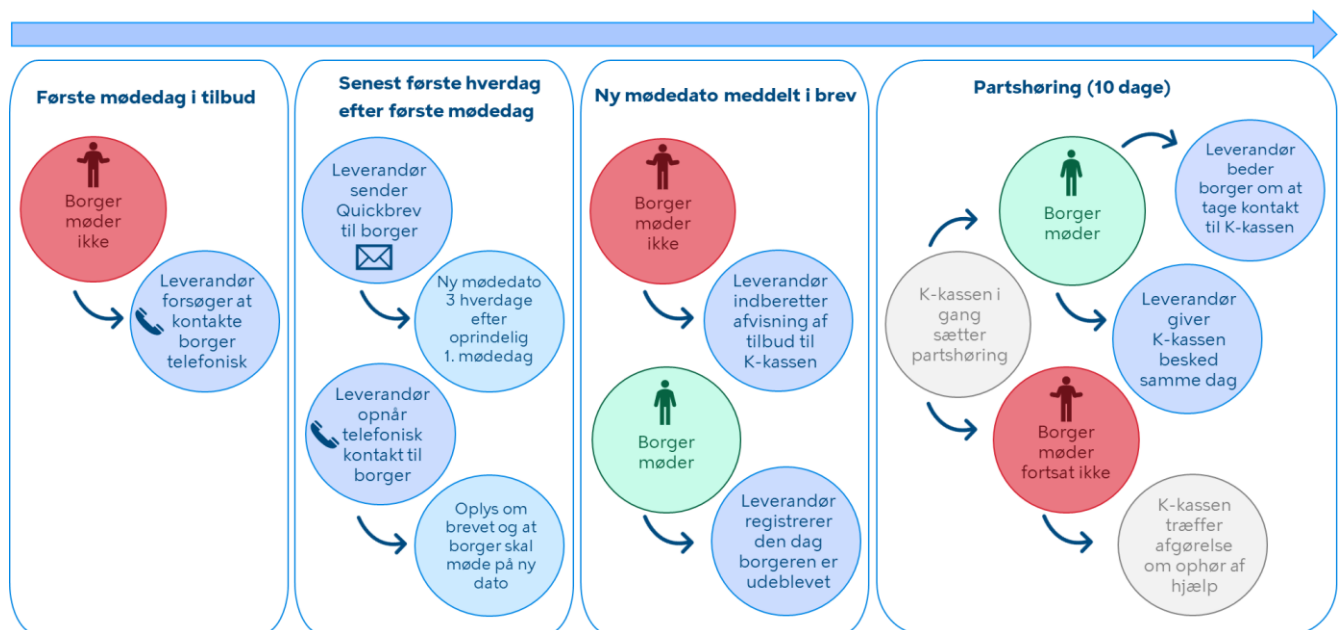 Første mødedag i tilbud
Borger
møder
ikke
Leverandør
forsøger at
kontakte
borger
telefonisk
Senest første hverdag
efter første mødedag
Leverandør
sender
Quickbrev
til borger
Ny mødedato
3 hverdage
efter
oprindelig
1. mødedag
Leverandør
opnår
telefonisk
kontakt til
borger
Oplys om
brevet og at
borger skal
møde på ny
dato
Ny mødedato meddelt i brev
Borger
møder
ikke
Leverandør
indberetter
afvisning af
tilbud til
K-kassen
Borger
møder
Leverandør
registrerer
den dag
borgeren er
udeblevet
Partshøring (10 dage)
K-kassen i
gang
sætter
partshøring
Borger
møder
Leverandør
beder
borger om at
tage kontakt
til K-kassen
Leverandør
giver
K-kassen
besked
samme dag
Borger
møder
fortsat ikke
K-kassen
træffer
afgørelse
om ophør af
hjælp